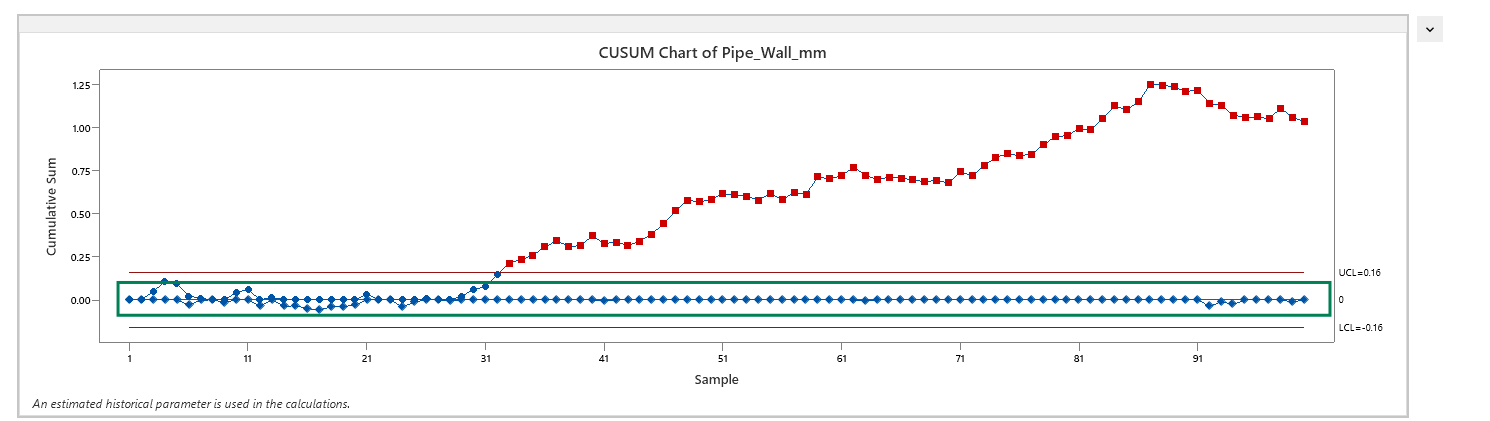 CUSUM Chart of Pipe_Wall_mm
1.25
1.00
0.75
0.50
0.25
0.00
Cumulative Sum
UCL=0.16
0
LCL=-0.16
1 11 21 31 41 51 61 71 81 91
Sample
An estimated historical parameter is used in the calculations.